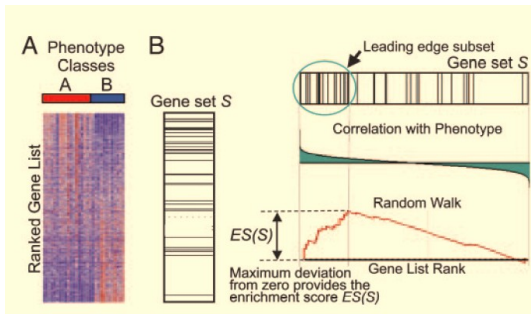 A
Phenotype
Classes
A
B
Ranked Gene List
B
Gene set S
Leading edge subset
Gene set S
Correlation with Phenotype
Random Walk
ES(S)
Maximum deviation
from zero provides the
enrichment score ES(S)
Gene List Rank